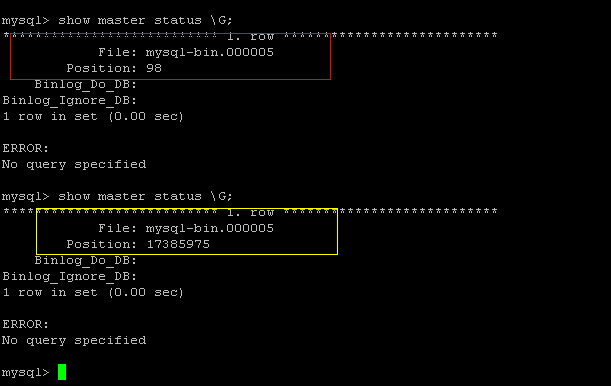 mysql> show master status \G;
*************************** 1. row ***************************
File: mysql-bin.000005
Position: 98
Binlog_Do_DB:
Binlog_Ignore_DB:
1 row in set (0.00 sec)
ERROR:
No query specified
mysql> show master status \G;
*************************** 1. row ***************************
File: mysql-bin.000005
Position: 17385975
Binlog_Do_DB:
Binlog_Ignore_DB:
1 row in set (0.00 sec)
ERROR:
No query specified
mysql>